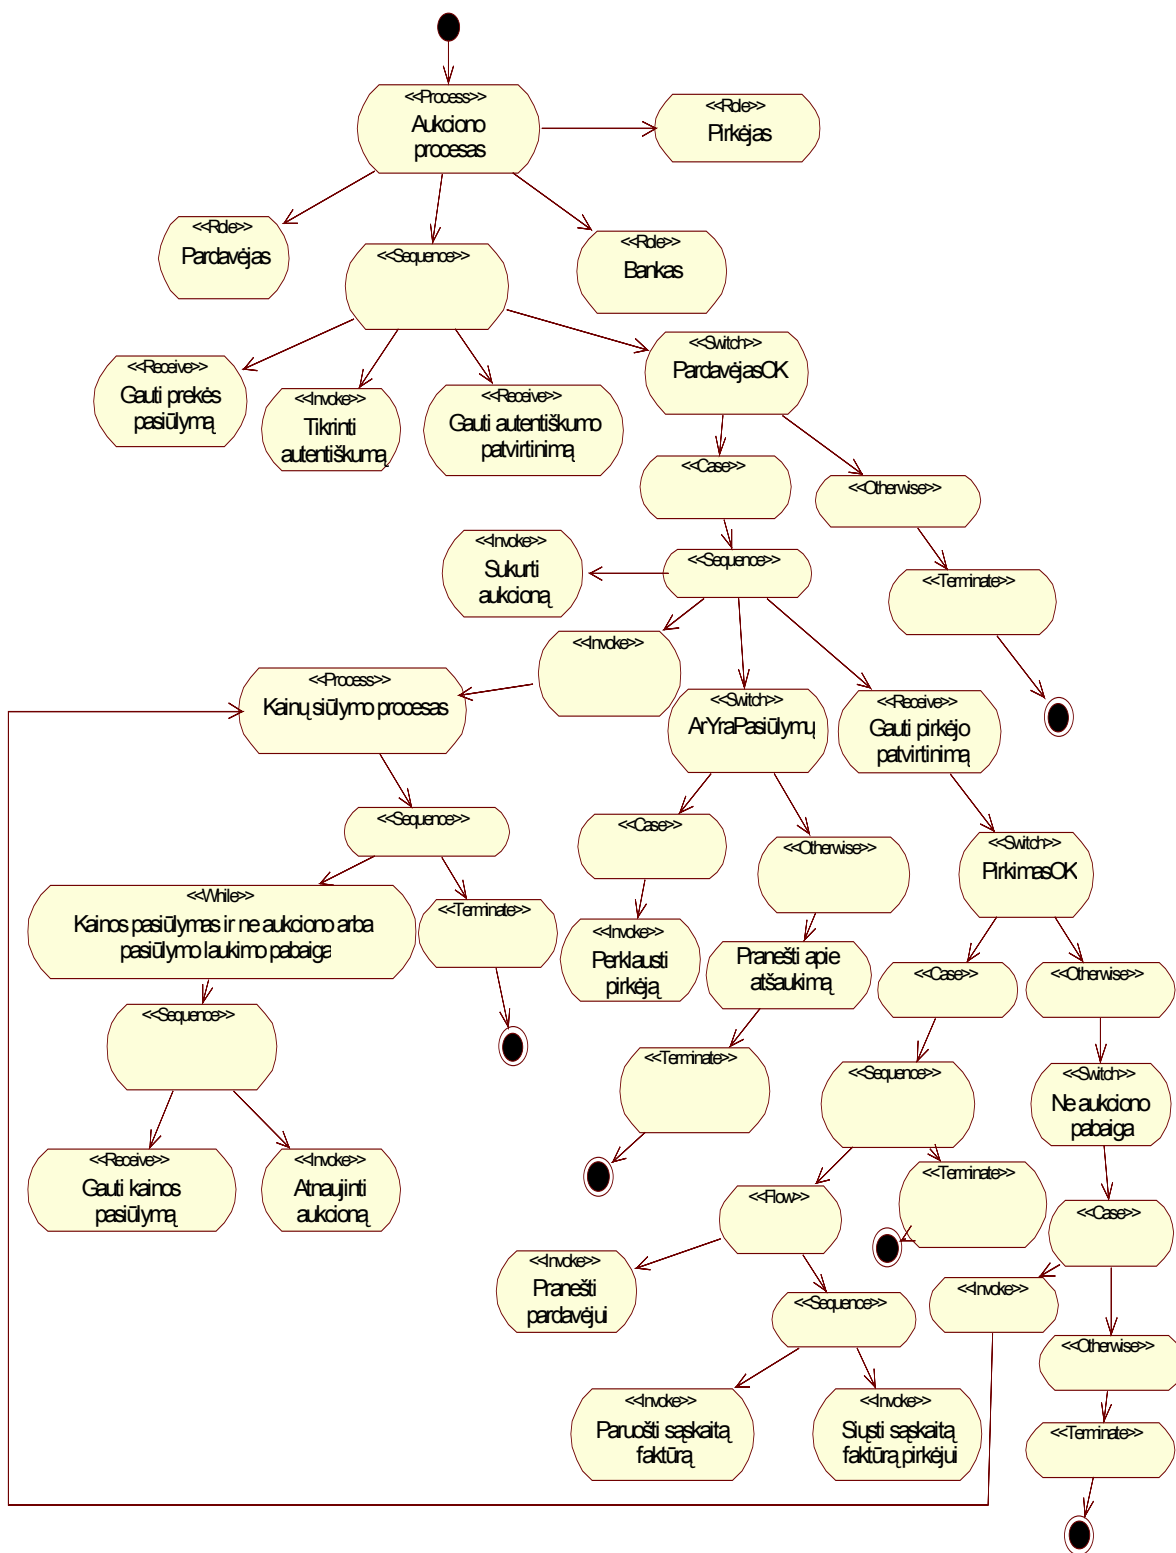 <<Process>>
Aukciono
procesas
<<Role>>
Pirkėjas
<<Role>>
Pardavėjas
<<Sequence>>
<<Role>>
Bankas
<<Receive>>
Gauti prekės
pasiūlymą
<<Invoke>>
Tikrinti
autentiškumą
<<Receive>>
Gauti autentiškumo
patvirtinimą
<<Switch>>
PardavėjasOK
<<Case>>
<<Otherwise>>
<<Invoke>>
Sukurti
aukcioną
<<Sequence>>
<<Terminate>>
<<Invoke>>
<<Process>>
Kainų siūlymo procesas
<<Switch>>
ArYraPasiūlymų
<<Receive>>
Gauti pirkėjo
patvirtinimą
<<Sequence>>
<<Case>>
<<Otherwise>>
<<Switch>>
PirkimasOK
<<While>>
Kainos pasiūlymas ir ne aukciono arba
pasiūlymo laukimo pabaiga
<<Terminate>>
<<Invoke>>
Perklausti
pirkėją
Pranešti apie
atšaukimą
<<Case>>
<<Otherwise>>
<<Sequence>>
<<Terminate>>
<<Sequence>>
<<Switch>>
Ne aukciono
pabaiga
<<Receive>>
Gauti kainos
pasiūlymą
<<Invoke>>
Atnaujinti
aukcioną
<<Flow>>
<<Terminate>>
<<Case>>
<<Invoke>>
Pranešti
pardavėjui
<<Sequence>>
<<Invoke>>
<<Otherwise>>
<<Invoke>>
Paruošti sąskaitą
faktūrą
<<Invoke>>
Siųsti sąskaitą
faktūrą pirkėjui
<<Terminate>>